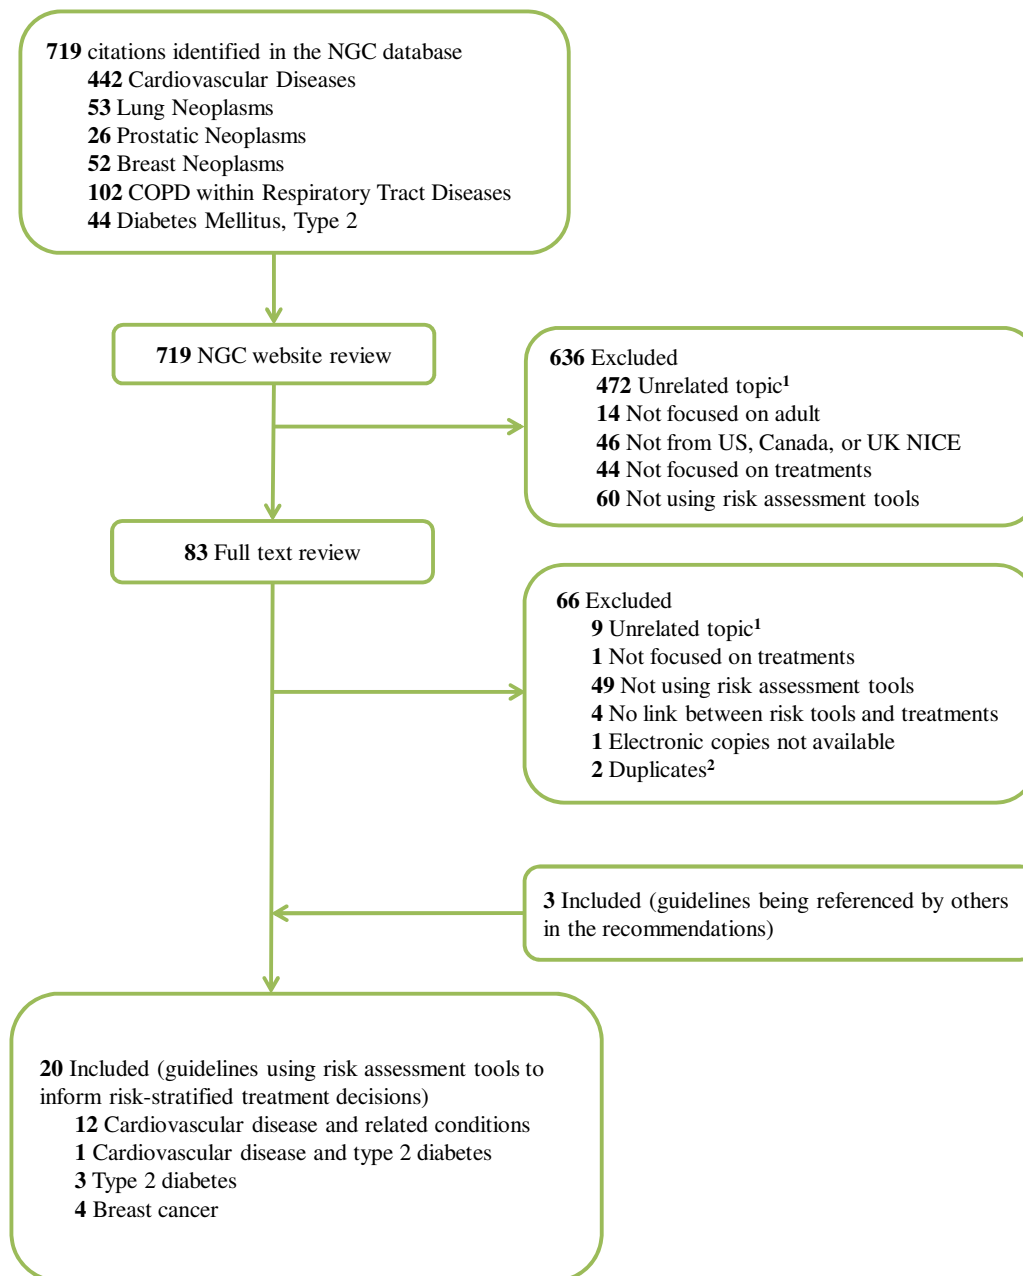 719 citations identified in the NGC database
442 Cardiovascular Diseases
53 Lung Neoplasms
26 Prostatic Neoplasms
52 Breast Neoplasms
102 COPD within Respiratory Tract Diseases
44 Diabetes Mellitus, Type 2
719 NGC website review
636 Excluded
472 Unrelated topic¹
14 Not focused on adult
46 Not from US, Canada, or UK NICE
44 Not focused on treatments
60 Not using risk assessment tools
83 Full text review
66 Excluded
9 Unrelated topic¹
1 Not focused on treatments
49 Not using risk assessment tools
4 No link between risk tools and treatments
1 Electronic copies not available
2 Duplicates²
3 Included (guidelines being referenced by others
in the recommendations)
20 Included (guidelines using risk assessment tools to
inform risk-stratified treatment decisions)
12 Cardiovascular disease and related conditions
1 Cardiovascular disease and type 2 diabetes
3 Type 2 diabetes
4 Breast cancer